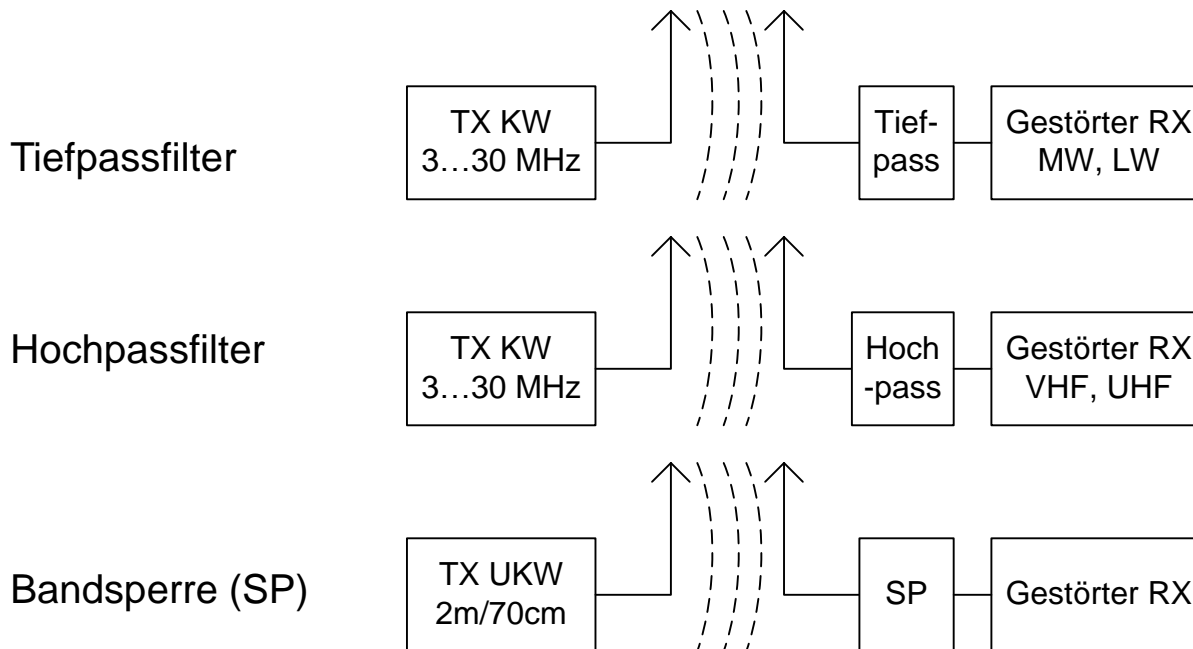 Tiefpassfilter
TX KW
3…30 MHz
Tief-
pass
Gestörter RX
MW, LW
Hochpassfilter
TX KW
3…30 MHz
Hoch
-pass
Gestörter RX
VHF, UHF
Bandsperre (SP)
TX UKW
2m/70cm
SP
Gestörter RX